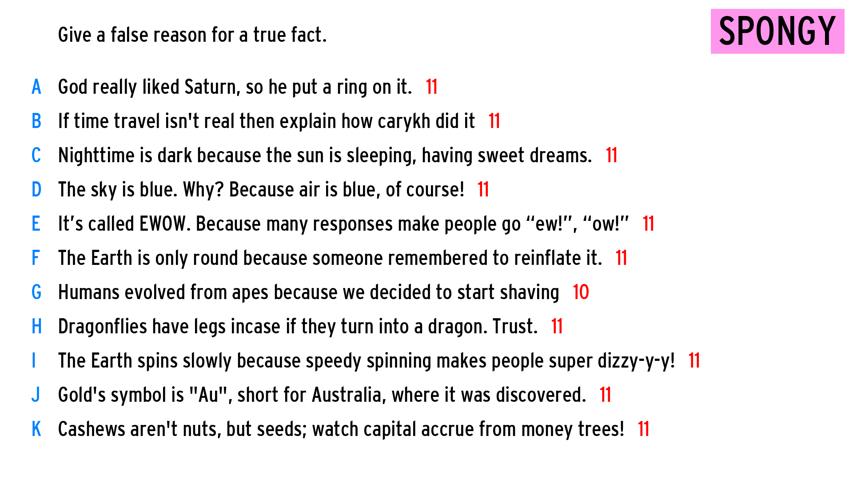 Give a false reason for a true fact.
SPONGY
A God really liked Saturn, so he put a ring on it. 11
B If time travel isn't real then explain how carykh did it 11
C Nighttime is dark because the sun is sleeping, having sweet dreams. 11
D The sky is blue. Why? Because air is blue, of course! 11
E It’s called EWOW. Because many responses make people go “ew!”, “ow!” 11
F The Earth is only round because someone remembered to reinflate it. 11
G Humans evolved from apes because we decided to start shaving 10
H Dragonflies have legs incase if they turn into a dragon. Trust. 11
I The Earth spins slowly because speedy spinning makes people super dizzy-y-y! 11
J Gold's symbol is "Au", short for Australia, where it was discovered. 11
K Cashews aren't nuts, but seeds; watch capital accrue from money trees! 11